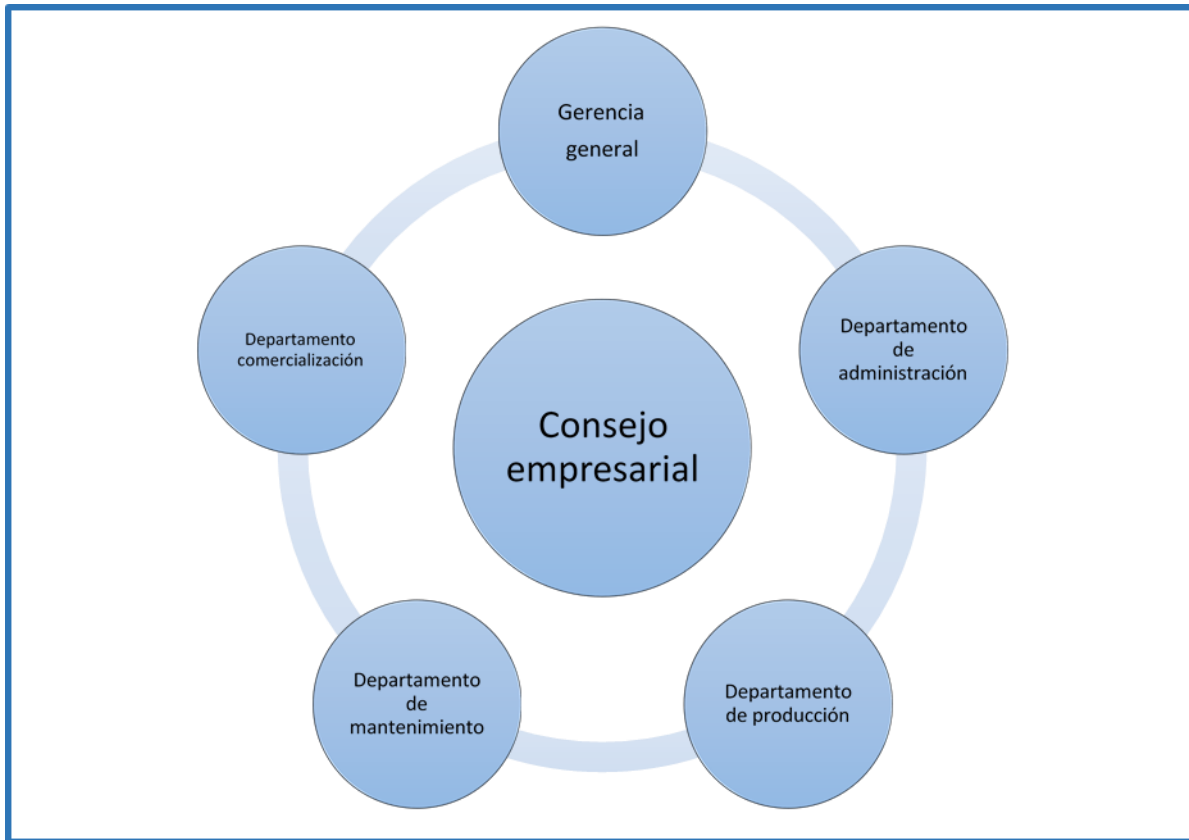 Gerencia
general
Departamento
de
administración
Departamento
de producción
Departamento
de
mantenimiento
Departamento
comercialización
Consejo
empresarial